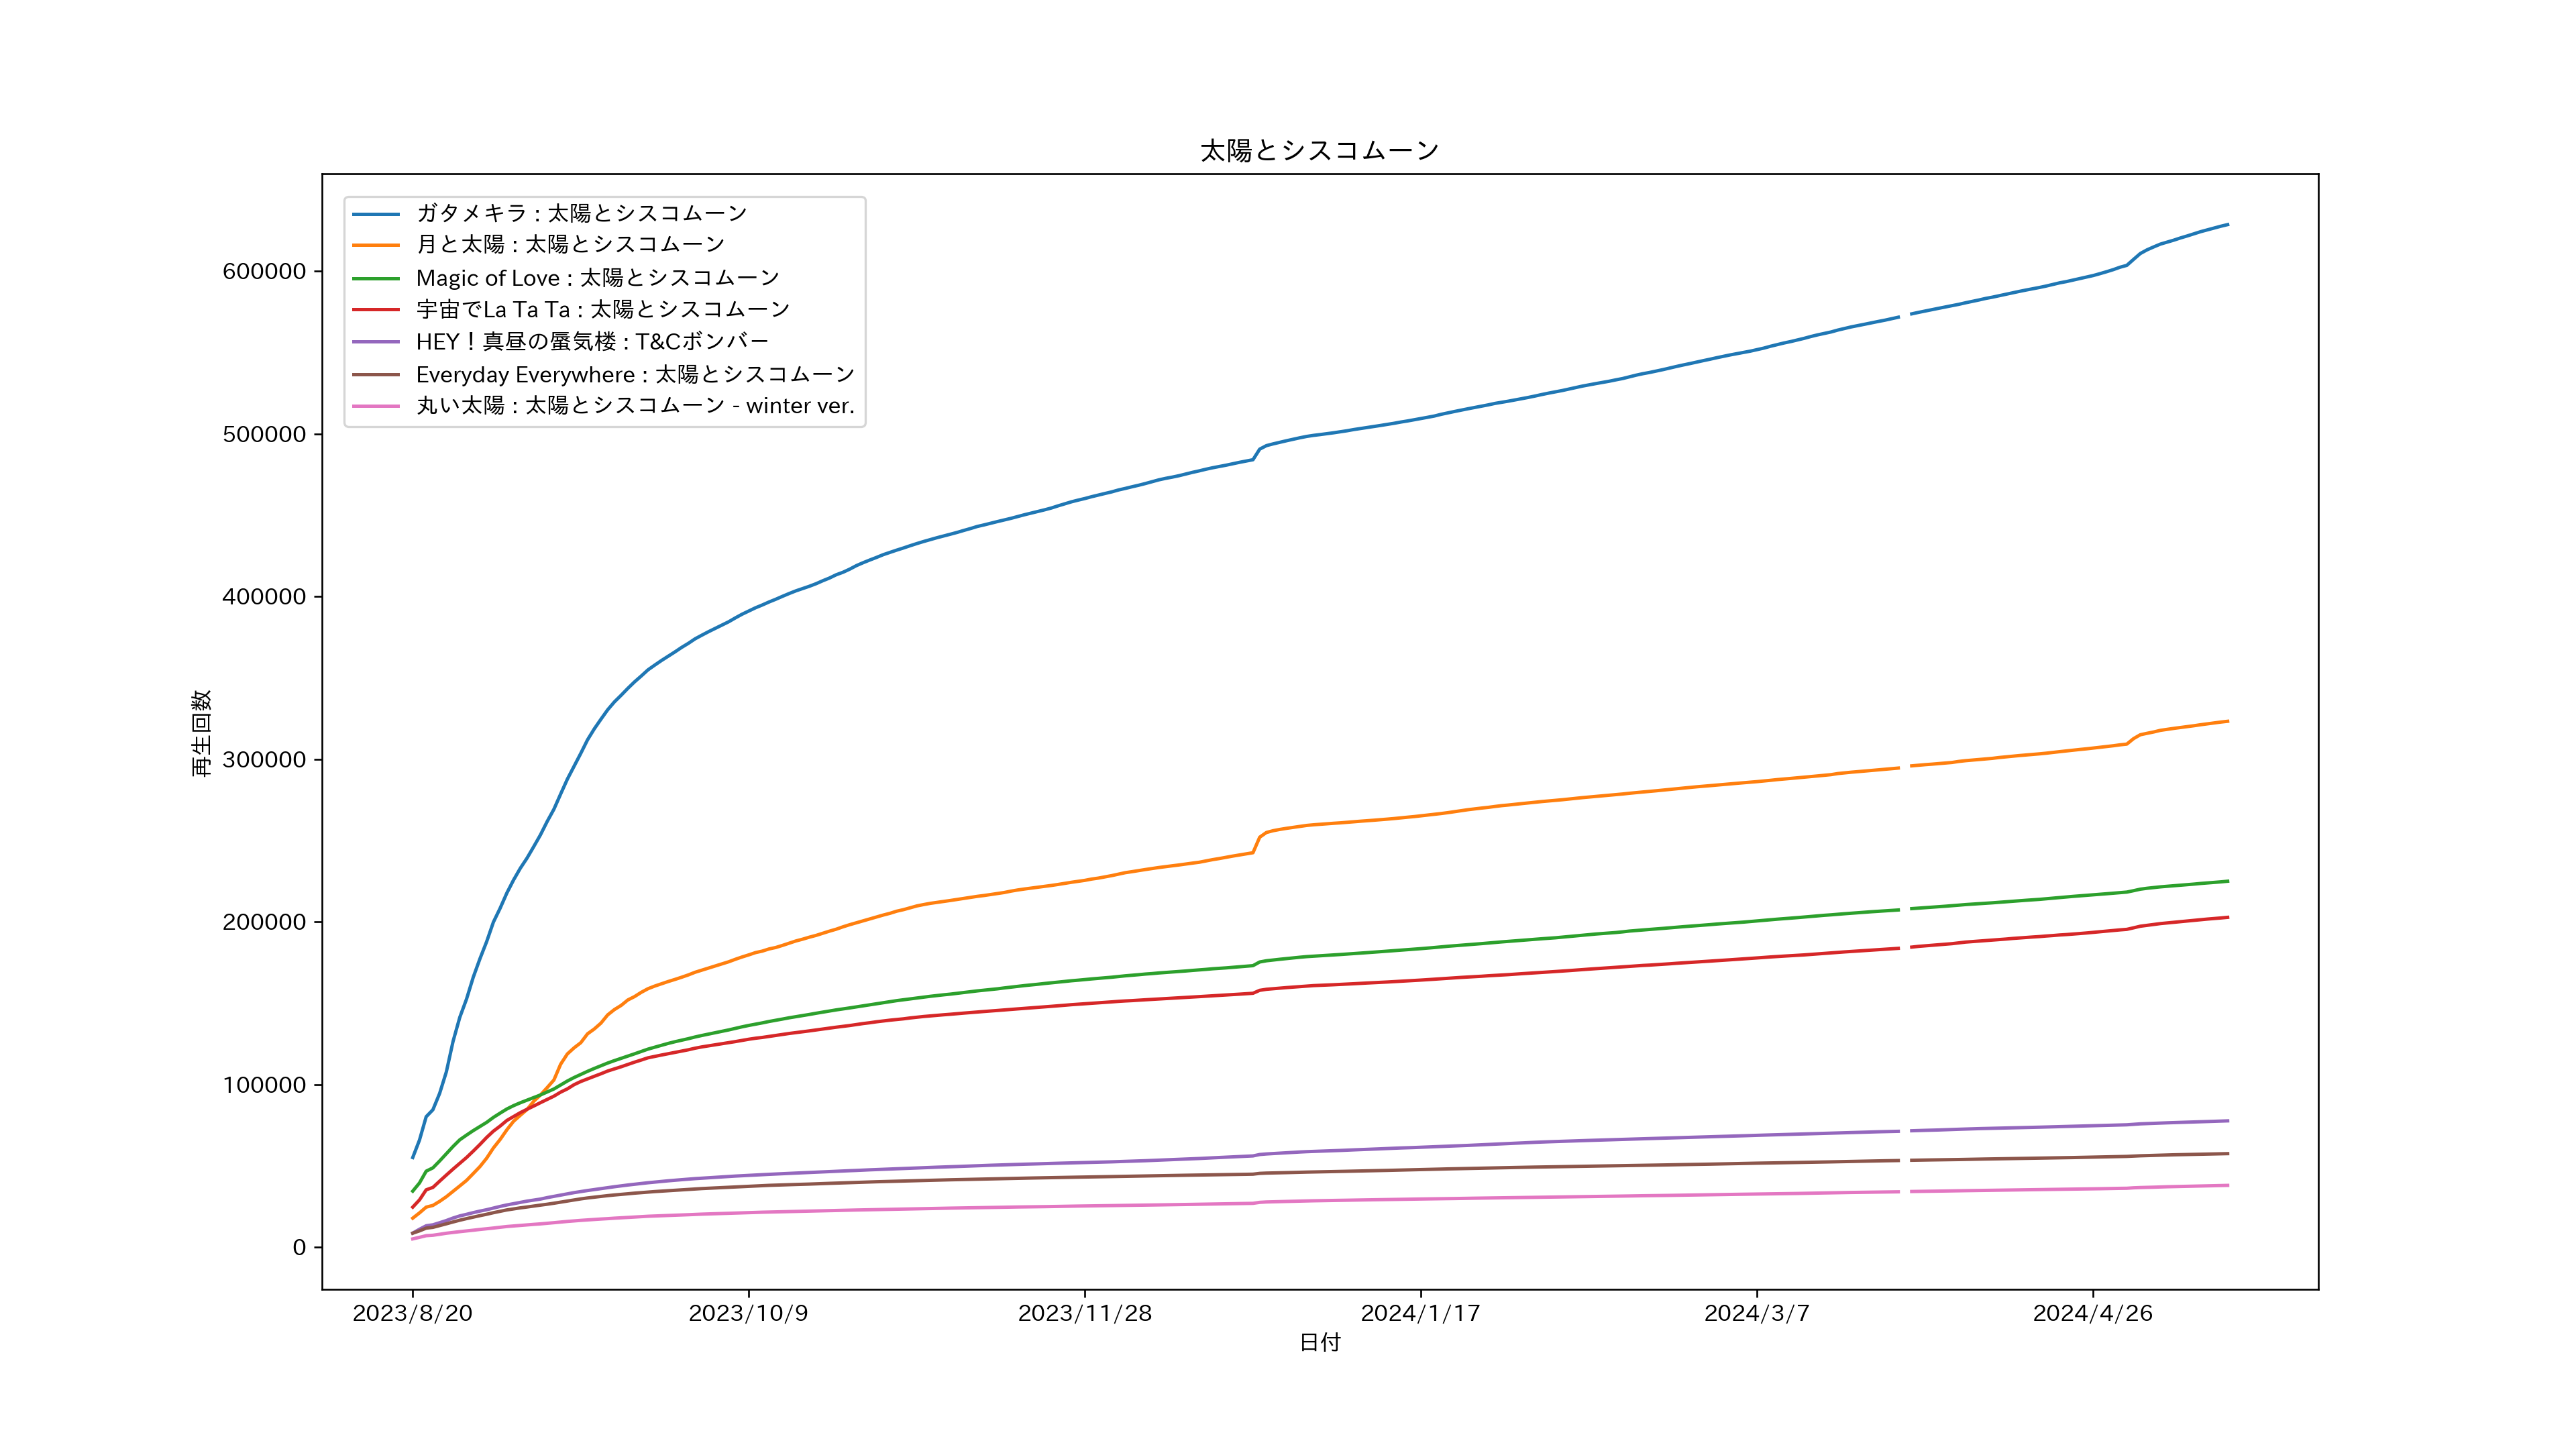 太陽とシスコムーン
ガタメキラ : 太陽とシスコムーン
月と太陽 : 太陽とシスコムーン
Magic of Love : 太陽とシスコムーン
宇宙でLa Ta Ta : 太陽とシスコムーン
HEY！真昼の蜃気楼 : T&Cボンバー
Everyday Everywhere : 太陽とシスコムーン
丸い太陽 : 太陽とシスコムーン - winter ver.
再生回数
600000
500000
400000
300000
200000
100000
0
2023/8/20
2023/10/9
2023/11/28
2024/1/17
2024/3/7
2024/4/26
日付